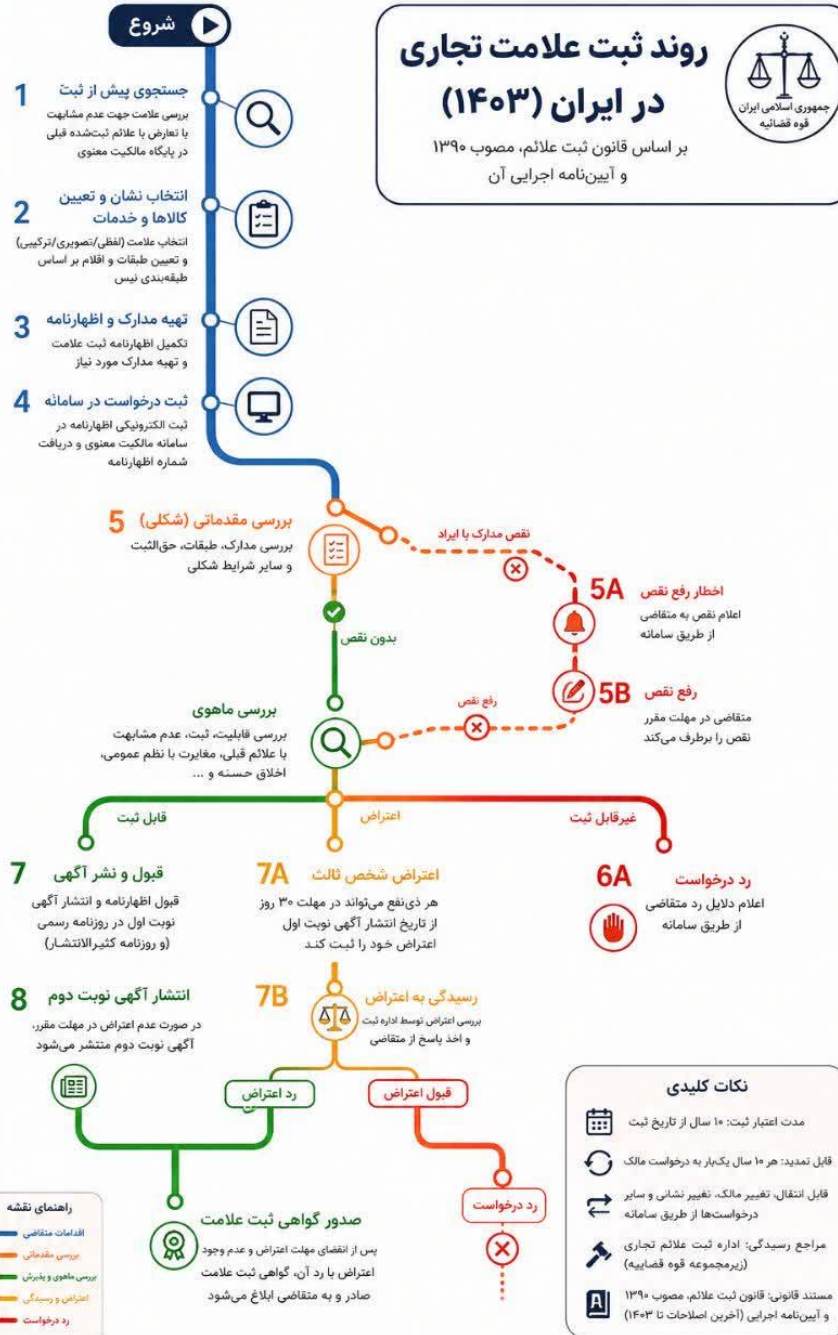 شروع
روند ثبت علامت تجاری
در ایران (۱۴۰۳)
بر اساس قانون ثبت علائم، مصوب ۱۳۹۰
و آیین‌نامه اجرایی آن
جمهوری اسلامی ایران
قوه قضائیه
1
جستجوی پیش از ثبت
بررسی علامت جهت عدم مشابهت
با تعارض با علائم ثبت‌شده قبلی
در پایگاه مالکیت معنوی
2
انتخاب نشان و تعیین
کالاها و خدمات
انتخاب علامت (لفظی/تصویری/ترکیبی)
و تعیین طبقات و اقلام بر اساس
طبقه‌بندی نیس
3
تهیه مدارک و اظهارنامه
تکمیل اظهارنامه ثبت علامت
و تهیه مدارک مورد نیاز
4
ثبت درخواست در سامانه
ثبت الکترونیکی اظهارنامه در
سامانه مالکیت معنوی و دریافت
شماره اظهارنامه
5
بررسی مقدماتی (شکلی)
بررسی مدارک، طبقات، حق‌الثبت
و سایر شرایط شکلی
نقص مدارک با ایراد
5A
اخطار رفع نقص
اعلام نقص به متقاضی
از طریق سامانه
بدون نقص
5B
رفع نقص
متقاضی در مهلت مقرر
نقص را برطرف می‌کند
رفع نقص
بررسی ماهوی
بررسی قابلیت، ثبت، عدم مشابهت
با علائم قبلی، مغایرت با نظم عمومی،
اخلاق حسنه و ...
قابل ثبت
اعتراض
غیرقابل ثبت
7
قبول و نشر آگهی
قبول اظهارنامه و انتشار آگهی
نوبت اول در روزنامه رسمی
(و روزنامه کثیرالانتشار)
7A
اعتراض شخص ثالث
هر ذی‌نفع می‌تواند در مهلت ۳۰ روز
از تاریخ انتشار آگهی نوبت اول
اعتراض خود را ثبت کند
6A
رد درخواست
اعلام دلایل رد متقاضی
از طریق سامانه
8
انتشار آگهی نوبت دوم
در صورت عدم اعتراض در مهلت مقرر،
آگهی نوبت دوم منتشر می‌شود
7B
رسیدگی به اعتراض
بررسی اعتراض توسط اداره ثبت
و اخذ پاسخ از متقاضی
رد اعتراض
قبول اعتراض
رد درخواست
صدور گواهی ثبت علامت
پس از انقضای مهلت اعتراض و عدم وجود
اعتراض با رد آن، گواهی ثبت علامت
صادر و به متقاضی ابلاغ می‌شود
نکات کلیدی
مدت اعتبار ثبت: ۱۰ سال از تاریخ ثبت
قابل تمدید: هر ۱۰ سال یک‌بار به درخواست مالک
قابل انتقال، تغییر مالک، تغییر نشانی و سایر
درخواست‌ها از طریق سامانه
مراجع رسیدگی: اداره ثبت علائم تجاری
(زیرمجموعه قوه قضاییه)
مستند قانونی: قانون ثبت علائم، مصوب ۱۳۹۰
و آیین‌نامه اجرایی (آخرین اصلاحات تا ۱۴۰۳)
راهنمای نقشه
اقدامات متقاضی
بررسی مقدماتی
بررسی ماهوی و پذیرش
اعتراض و رسیدگی
رد درخواست